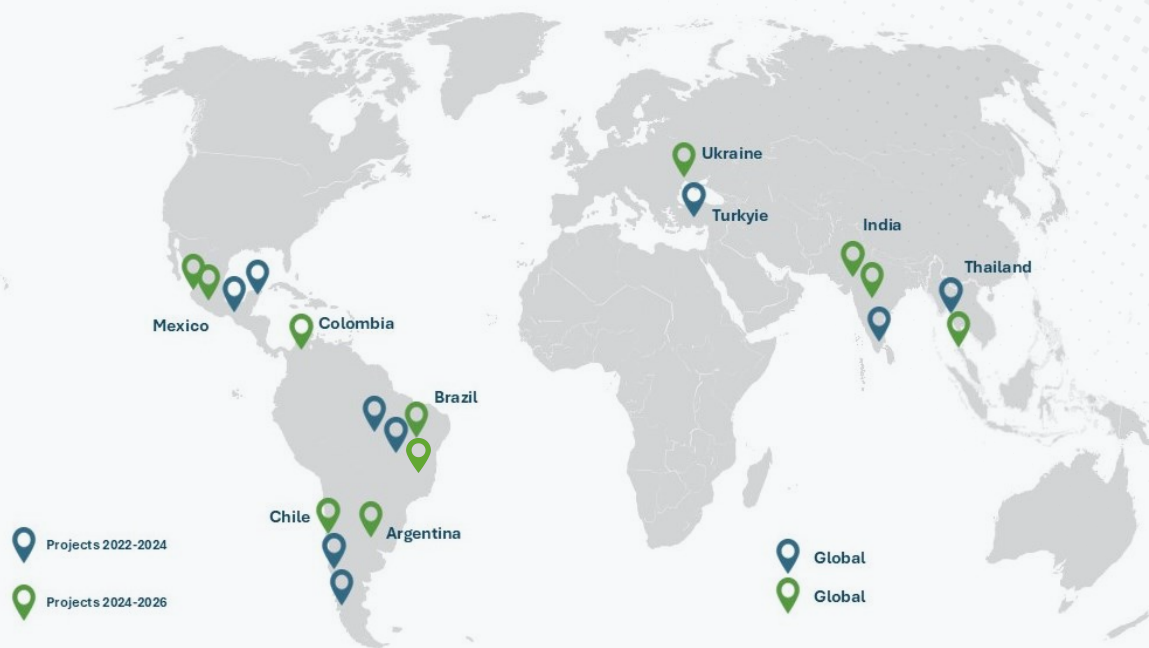 Ukraine
Turkyie
India
Thailand
Mexico
Colombia
Brazil
Chile
Argentina
Projects 2022-2024
Projects 2024-2026
Global
Global